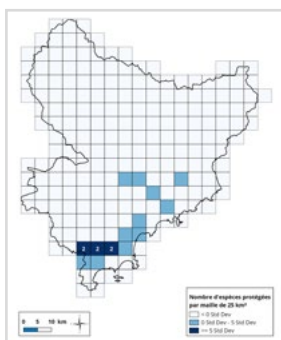 2 2 2
Nombre d'espèces protégées
par maille de 25 km²
< 0 Std Dev
0 Std Dev - 5 Std Dev
>= 5 Std Dev
0 5 10 km